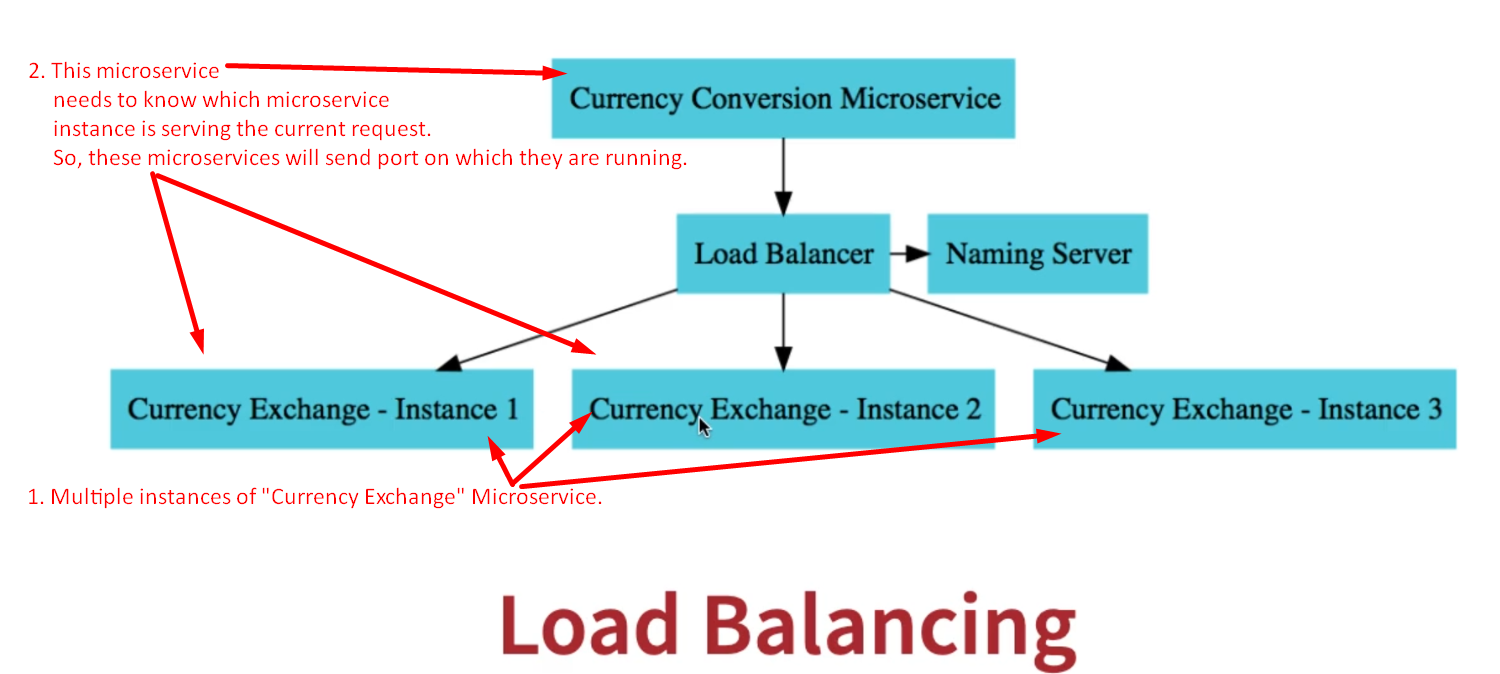 2. This microservice
needs to know which microservice
instance is serving the current request.
So, these microservices will send port on which they are running.
Currency Conversion Microservice
Load Balancer
Naming Server
Currency Exchange - Instance 1
Currency Exchange - Instance 2
Currency Exchange - Instance 3
1. Multiple instances of "Currency Exchange" Microservice.
Load Balancing